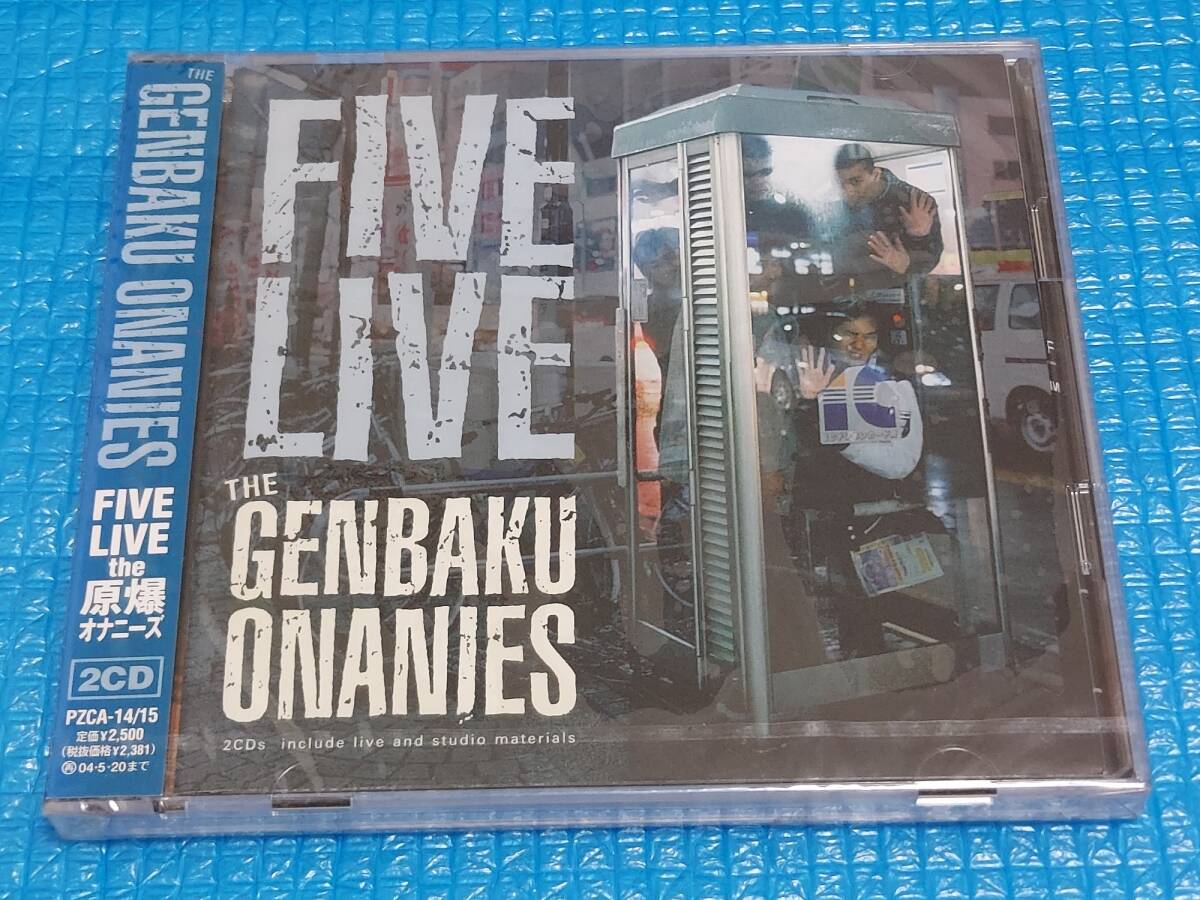 THE
GENBAKU ONANIES
FIVE
LIVE
the
原爆
オナニーズ
2CD
PZCA-14/15
定価¥2,500
(税抜価格¥2,381)
再04・5・20まで
FIVE
LIVE
THE
GENBAKU
ONANIES
2CDs include live and studio materials